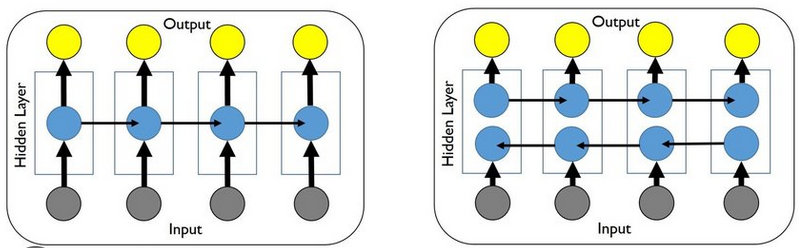 Output
Hidden Layer
Input
Output
Hidden Layer
Input